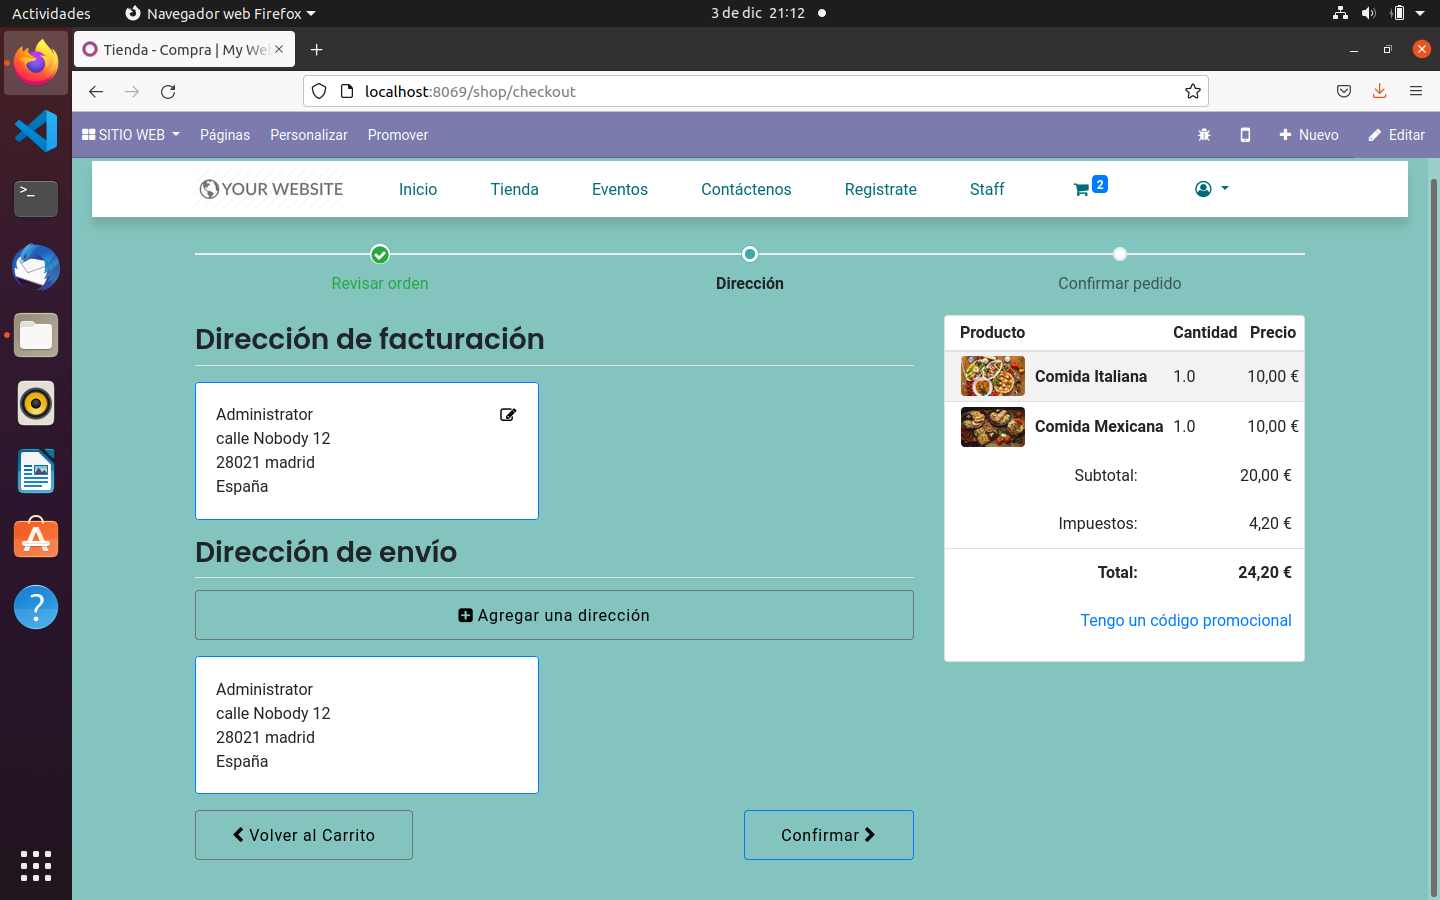 Actividades
Navegador web Firefox
3 de dic 21:12
Tienda - Compra | My We
localhost:8069/shop/checkout
SITIO WEB
Páginas
Personalizar
Promover
Nuevo
Editar
YOUR WEBSITE
Inicio
Tienda
Eventos
Contáctenos
Registrate
Staff
2
Revisar orden
Dirección
Confirmar pedido
Dirección de facturación
Administrator
calle Nobody 12
28021 madrid
España
Dirección de envío
Agregar una dirección
Administrator
calle Nobody 12
28021 madrid
España
Volver al Carrito
Confirmar
Producto Cantidad Precio
Comida Italiana 1.0 10,00 €
Comida Mexicana 1.0 10,00 €
Subtotal: 20,00 €
Impuestos: 4,20 €
Total: 24,20 €
Tengo un código promocional